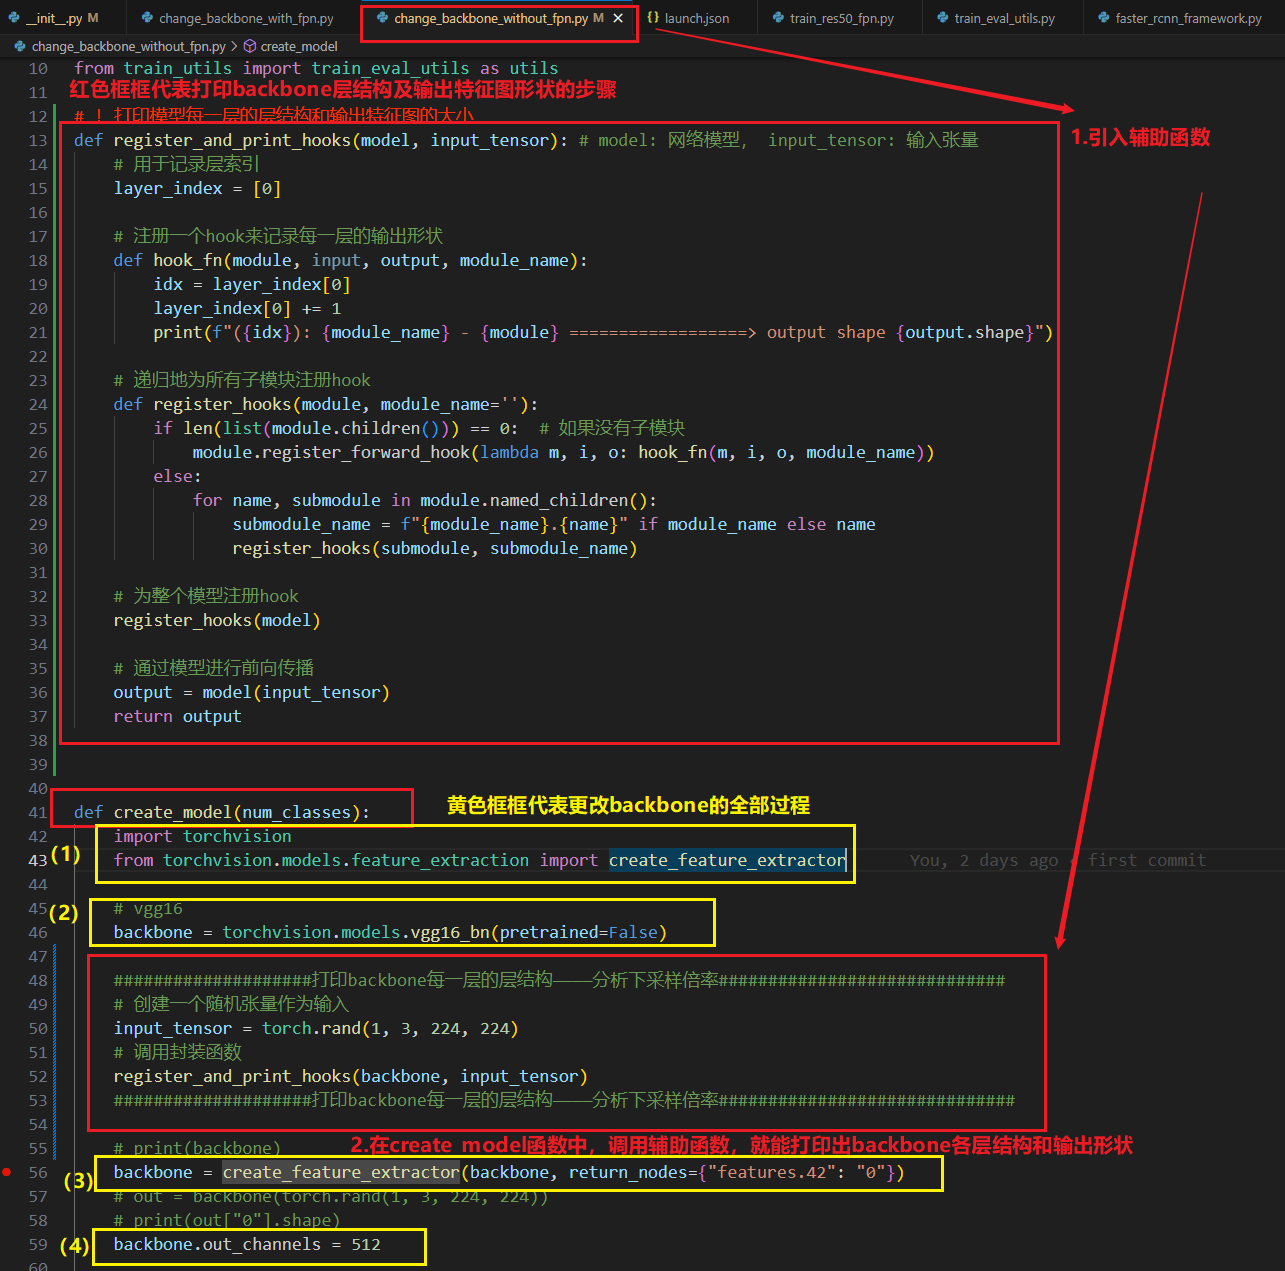 __init__.py M
change_backbone_with_fpn.py
change_backbone_without_fpn.py M ×
launch.json
train_res50_fpn.py
train_eval_utils.py
faster_rcnn_framework.py
change_backbone_without_fpn.py > create_model
10 from train_utils import train_eval_utils as utils
11 红色框框代表打印backbone层结构及输出特征图形状的步骤
12 # ! 打印模型每一层的层结构和输出特征图的大小
13 def register_and_print_hooks(model, input_tensor): # model: 网络模型, input_tensor: 输入张量
1.引入辅助函数
14 # 用于记录层索引
15 layer_index = [0]
16
17 # 注册一个hook来记录每一层的输出形状
18 def hook_fn(module, input, output, module_name):
19 idx = layer_index[0]
20 layer_index[0] += 1
21 print(f"({idx}): {module_name} - {module} ==================> output shape {output.shape}")
22
23 # 递归地为所有子模块注册hook
24 def register_hooks(module, module_name=''):
25 if len(list(module.children())) == 0: # 如果没有子模块
26 module.register_forward_hook(lambda m, i, o: hook_fn(m, i, o, module_name))
27 else:
28 for name, submodule in module.named_children():
29 submodule_name = f"{module_name}.{name}" if module_name else name
30 register_hooks(submodule, submodule_name)
31
32 # 为整个模型注册hook
33 register_hooks(model)
34
35 # 通过模型进行前向传播
36 output = model(input_tensor)
37 return output
38
39
40
黄色框框代表更改backbone的全部过程
41 def create_model(num_classes):
42 import torchvision
43 (1) from torchvision.models.feature_extraction import create_feature_extractor You, 2 days ago • first commit
44
45 (2) # vgg16
46 backbone = torchvision.models.vgg16_bn(pretrained=False)
47
48 ####################打印backbone每一层的层结构————分析下采样倍率#############################
49 # 创建一个随机张量作为输入
50 input_tensor = torch.rand(1, 3, 224, 224)
51 # 调用封装函数
52 register_and_print_hooks(backbone, input_tensor)
53 ####################打印backbone每一层的层结构————分析下采样倍率##############################
54
2.在create_model函数中，调用辅助函数，就能打印出backbone各层结构和输出形状
55 # print(backbone)
56 (3) backbone = create_feature_extractor(backbone, return_nodes={"features.42": "0"})
57 # out = backbone(torch.rand(1, 3, 224, 224))
58 # print(out["0"].shape)
59 (4) backbone.out_channels = 512
60